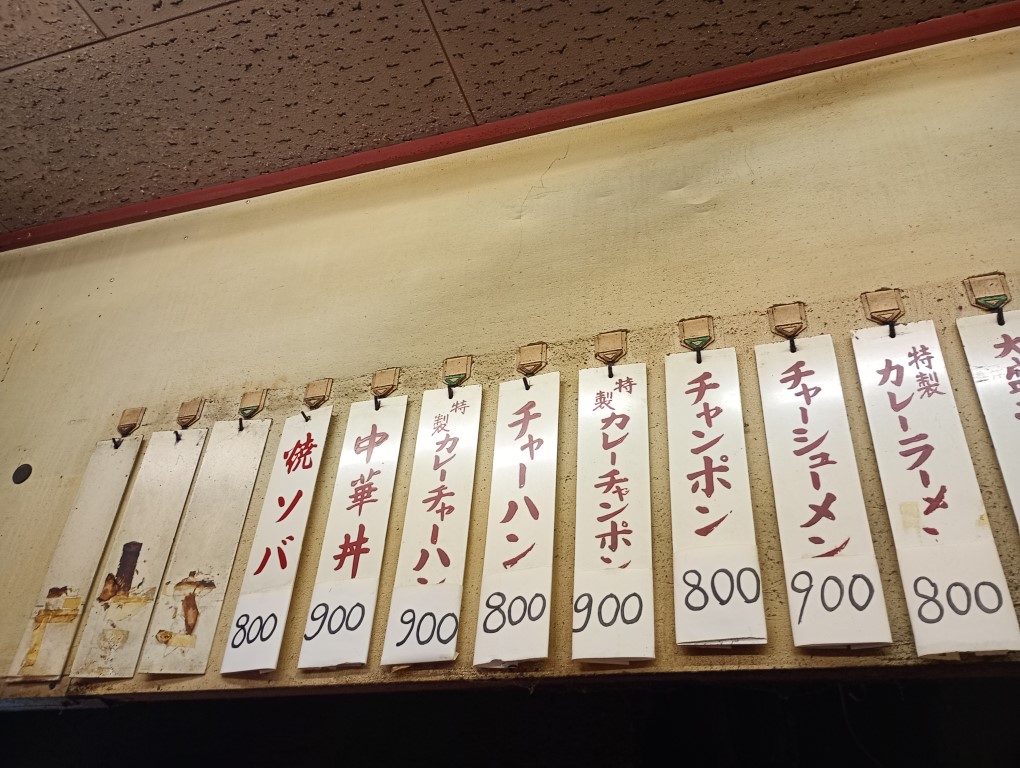 大盛
特製カレーラーメン
800
チャーシューメン
900
チャンポン
800
特製カレーチャンポン
900
チャーハン
800
特製カレーチャーハン
900
中華丼
900
焼ソバ
800